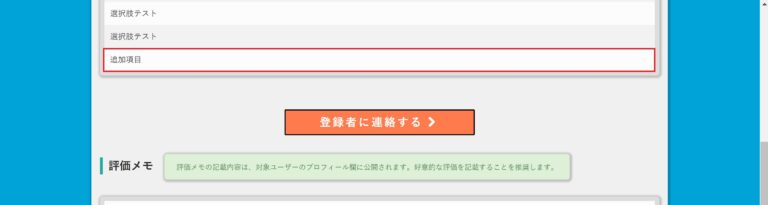 選択肢テスト
選択肢テスト
追加項目
登録者に連絡する
評価メモ
評価メモの記載内容は、対象ユーザーのプロフィール欄に公開されます。好意的な評価を記載することを推奨します。